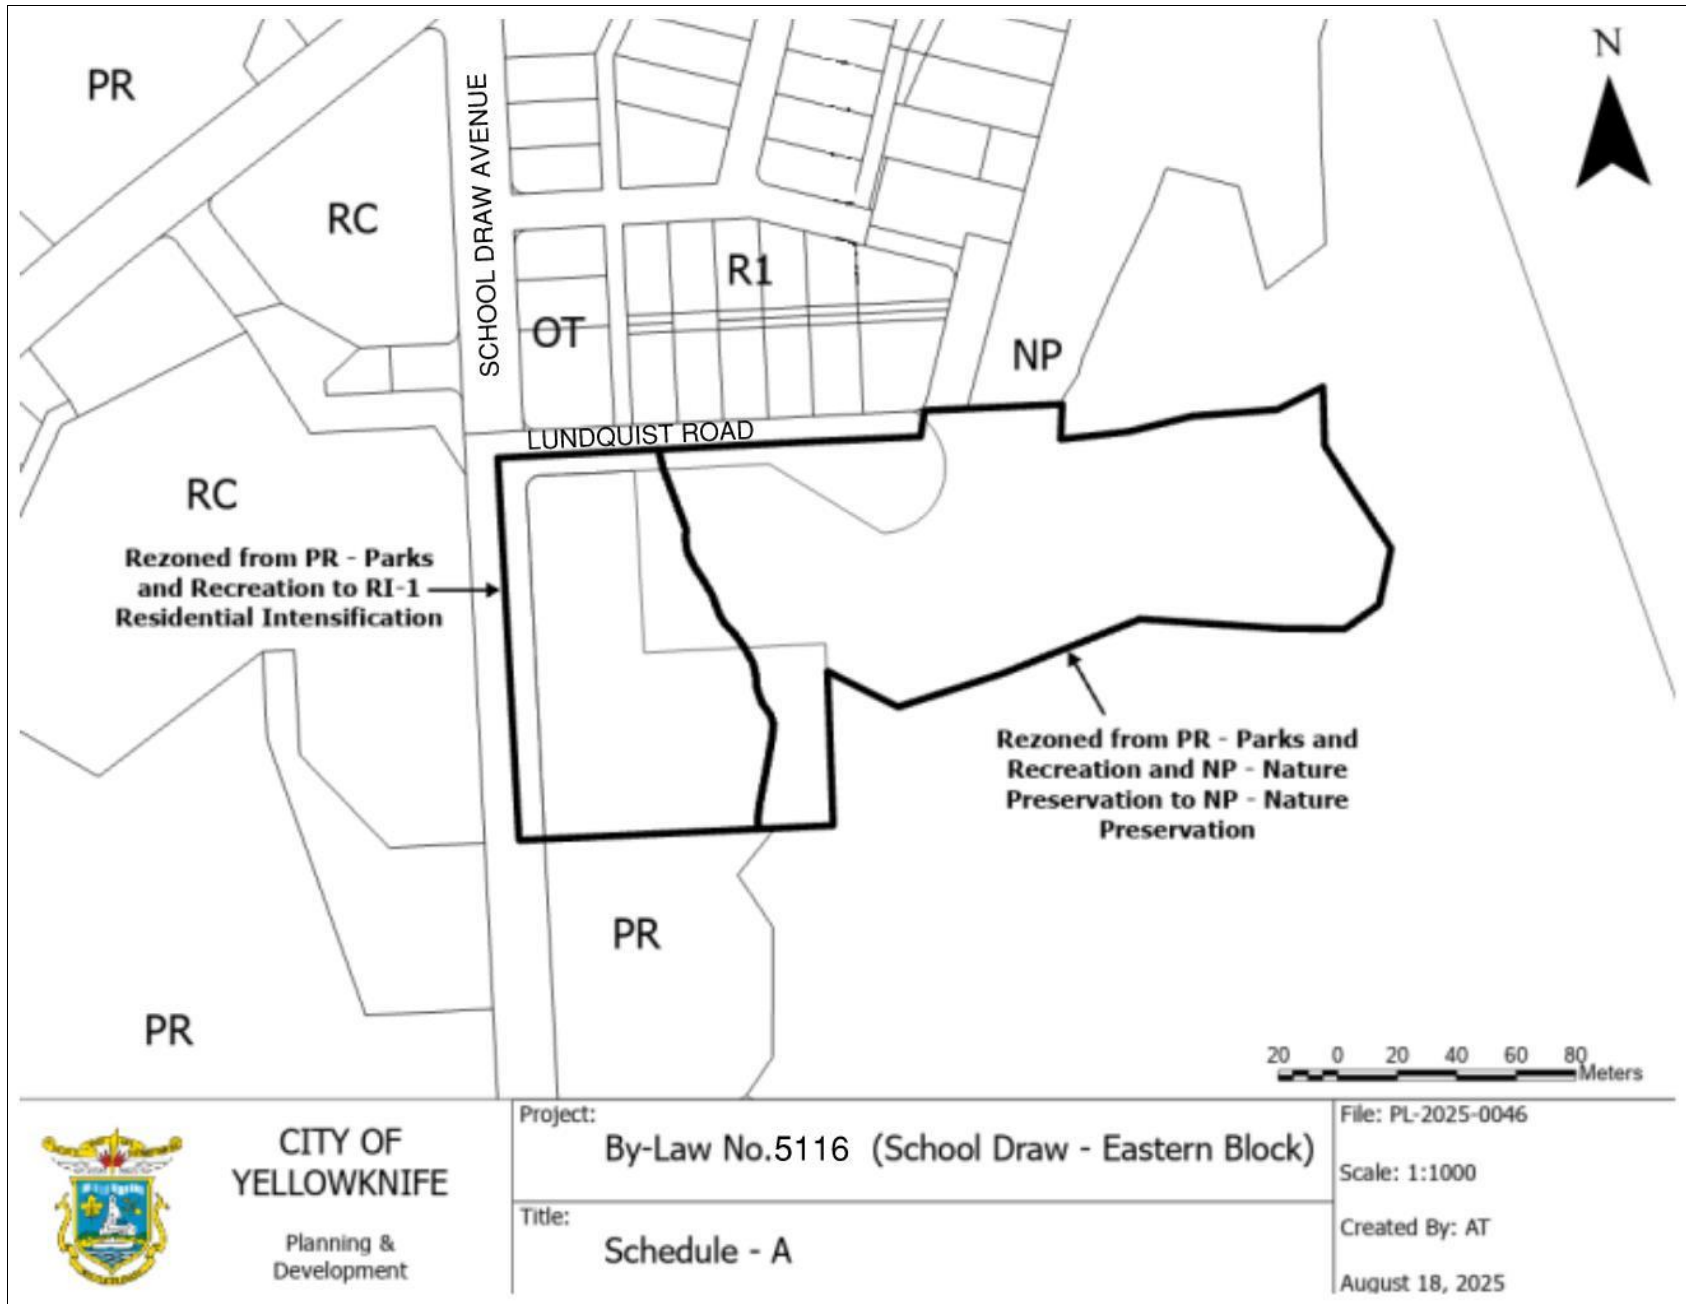 N
PR
RC
SCHOOL DRAW AVENUE
R1
OT
NP
LUNDQUIST ROAD
RC
Rezoned from PR - Parks
and Recreation to RI-1
Residential Intensification
Rezoned from PR - Parks and
Recreation and NP - Nature
Preservation to NP - Nature
Preservation
PR
PR
20 0 20 40 60 80
Meters
CITY OF
YELLOWKNIFE
Planning &
Development
Project:
By-Law No.5116 (School Draw - Eastern Block)
Title:
Schedule - A
File: PL-2025-0046
Scale: 1:1000
Created By: AT
August 18, 2025